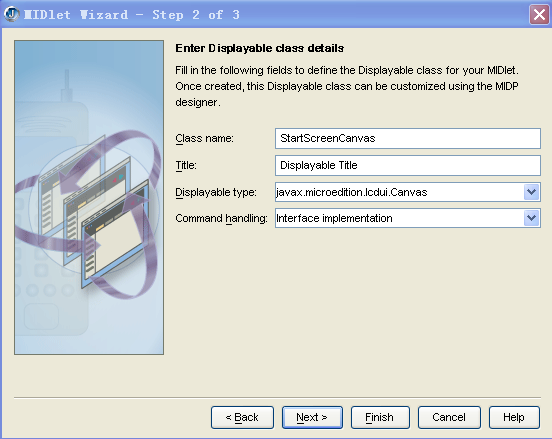 MIDlet Wizard - Step 2 of 3
Enter Displayable class details
Fill in the following fields to define the Displayable class for your MIDlet.
Once created, this Displayable class can be customized using the MIDP
designer.
Class name: StartScreenCanvas
Title: Displayable Title
Displayable type: javax.microedition.lcdui.Canvas
Command handling: Interface implementation
< Back Next > Finish Cancel Help